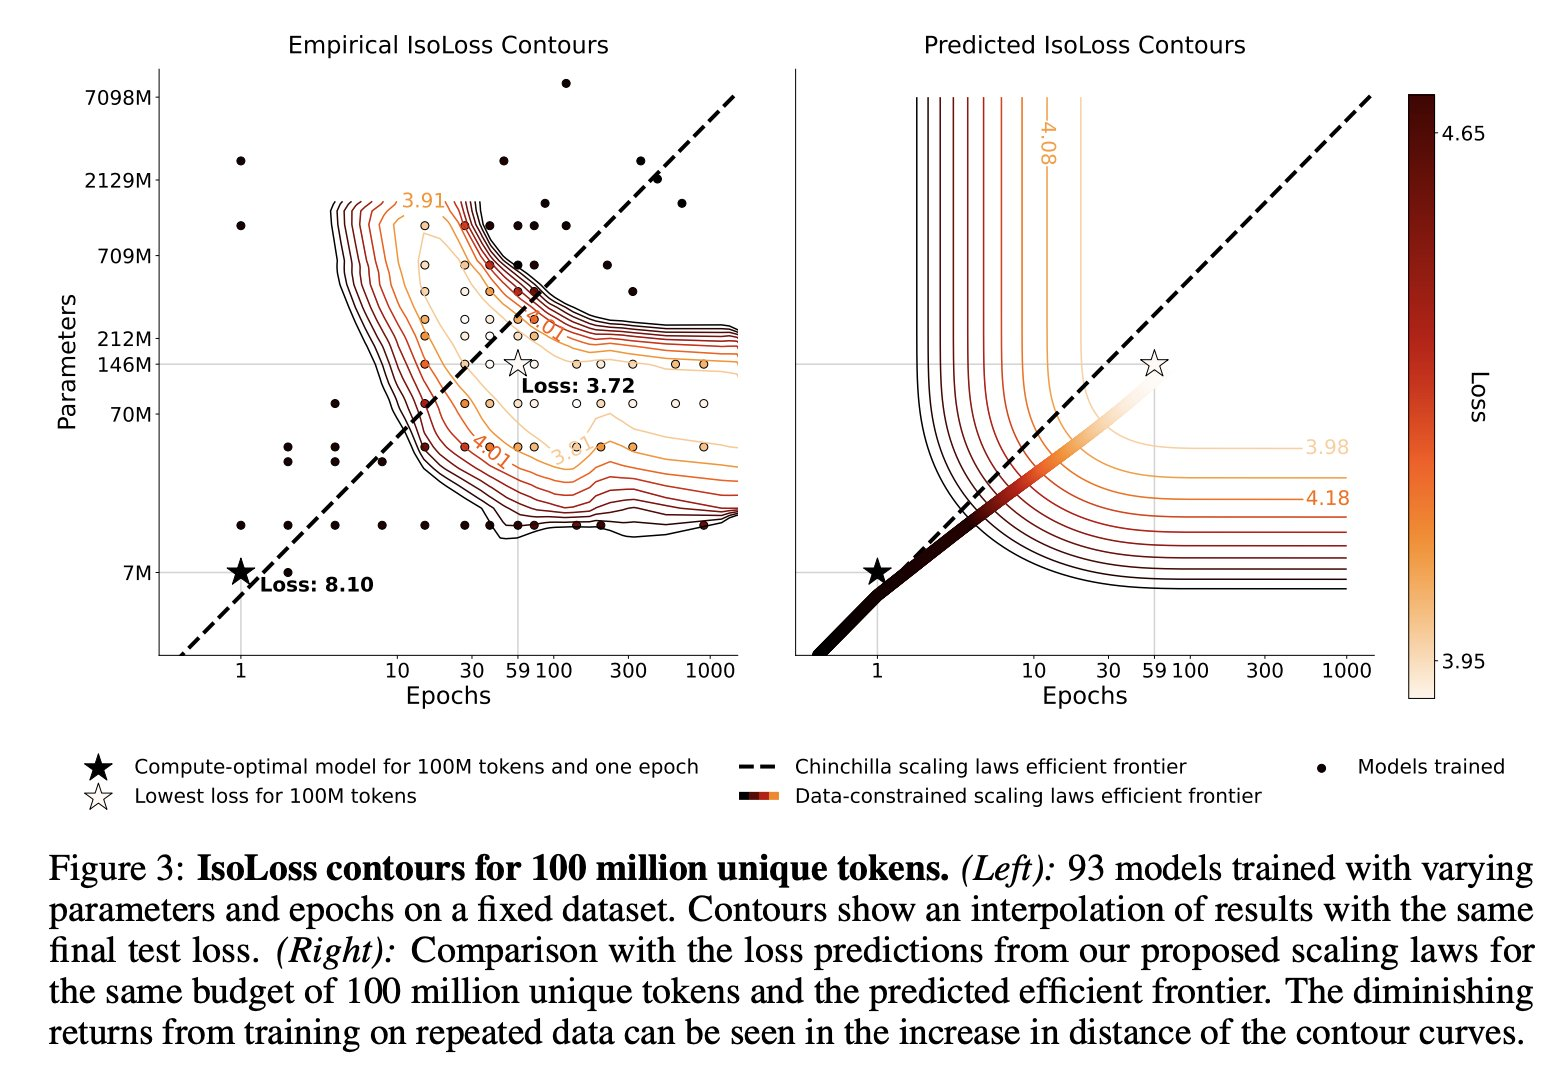 Empirical IsoLoss Contours
Predicted IsoLoss Contours
7098M
2129M
709M
212M
146M
70M
7M
Parameters
3.91
4.01
Loss: 3.72
4.01
3.81
Loss: 8.10
1
10
30
59
100
300
1000
Epochs
4.08
3.98
4.18
1
10
30
59
100
300
1000
Epochs
4.65
3.95
Loss
Compute-optimal model for 100M tokens and one epoch
Lowest loss for 100M tokens
Chinchilla scaling laws efficient frontier
Data-constrained scaling laws efficient frontier
Models trained
Figure 3: IsoLoss contours for 100 million unique tokens. (Left): 93 models trained with varying
parameters and epochs on a fixed dataset. Contours show an interpolation of results with the same
final test loss. (Right): Comparison with the loss predictions from our proposed scaling laws for
the same budget of 100 million unique tokens and the predicted efficient frontier. The diminishing
returns from training on repeated data can be seen in the increase in distance of the contour curves.